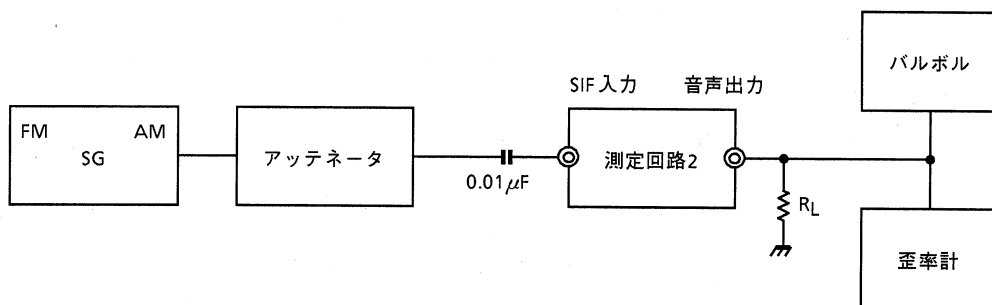 バルボル
SIF入力 音声出力
FM AM
SG
アッテネータ
測定回路2
0.01μF
RL
歪率計